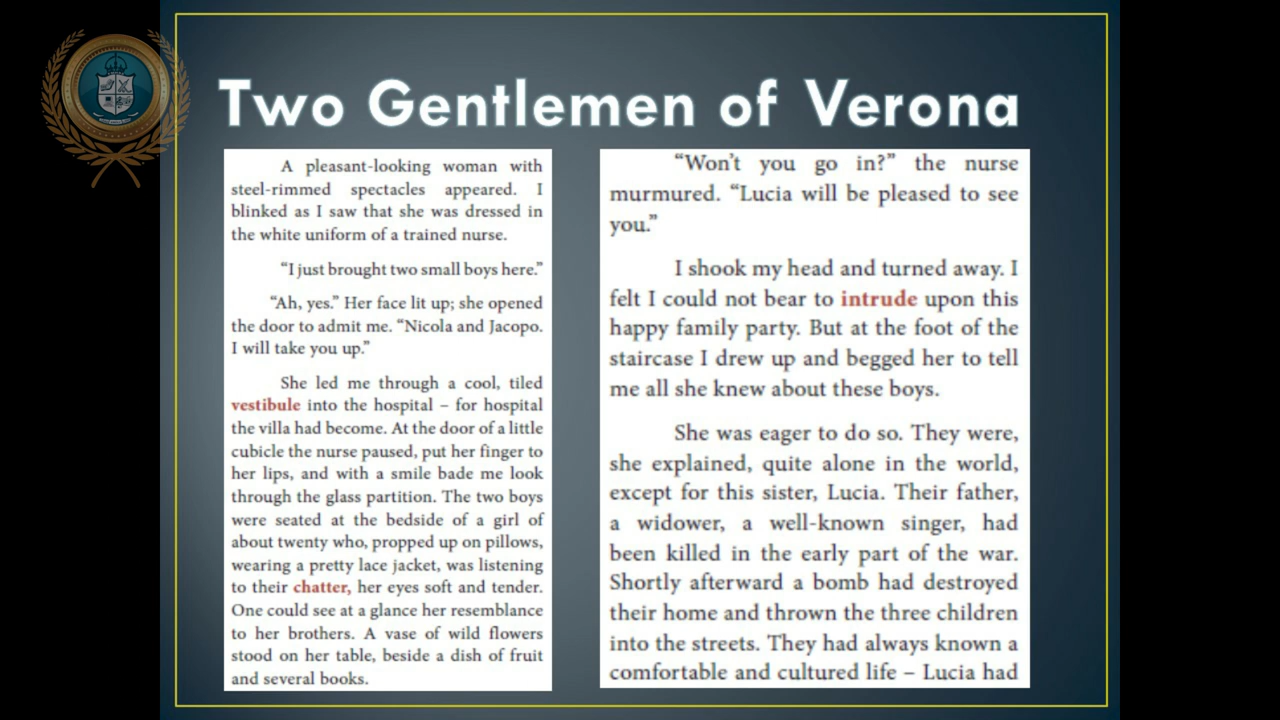 Two Gentlemen of Verona
A pleasant-looking woman with
steel-rimmed spectacles appeared. I
blinked as I saw that she was dressed in
the white uniform of a trained nurse.
“I just brought two small boys here.”
“Ah, yes.” Her face lit up; she opened
the door to admit me. “Nicola and Jacopo.
I will take you up.”
She led me through a cool, tiled
vestibule into the hospital – for hospital
the villa had become. At the door of a little
cubicle the nurse paused, put her finger to
her lips, and with a smile bade me look
through the glass partition. The two boys
were seated at the bedside of a girl of
about twenty who, propped up on pillows,
wearing a pretty lace jacket, was listening
to their chatter, her eyes soft and tender.
One could see at a glance her resemblance
to her brothers. A vase of wild flowers
stood on her table, beside a dish of fruit
and several books.
“Won’t you go in?” the nurse
murmured. “Lucia will be pleased to see
you.”
I shook my head and turned away. I
felt I could not bear to intrude upon this
happy family party. But at the foot of the
staircase I drew up and begged her to tell
me all she knew about these boys.
She was eager to do so. They were,
she explained, quite alone in the world,
except for this sister, Lucia. Their father,
a widower, a well-known singer, had
been killed in the early part of the war.
Shortly afterward a bomb had destroyed
their home and thrown the three children
into the streets. They had always known a
comfortable and cultured life – Lucia had